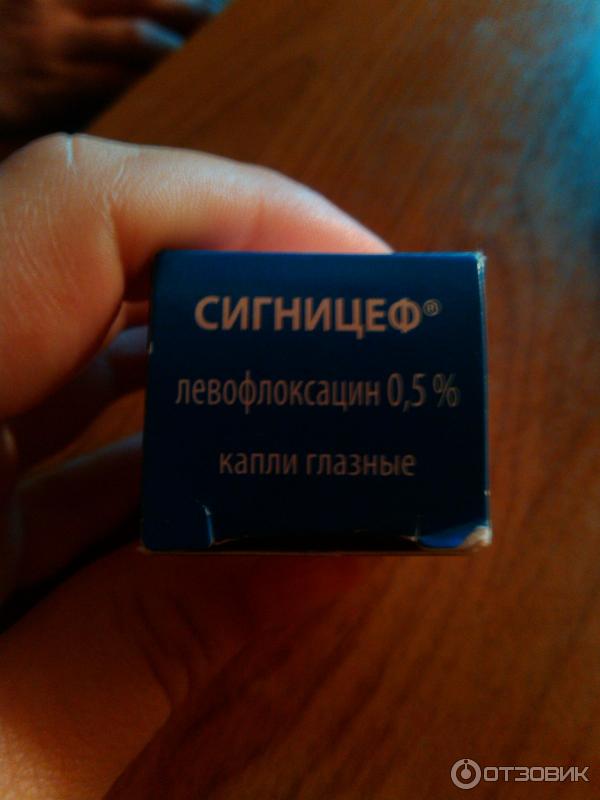 СИГНИЦЕФ®
левофлоксацин 0,5 %
капли глазные
ОТЗОВИК